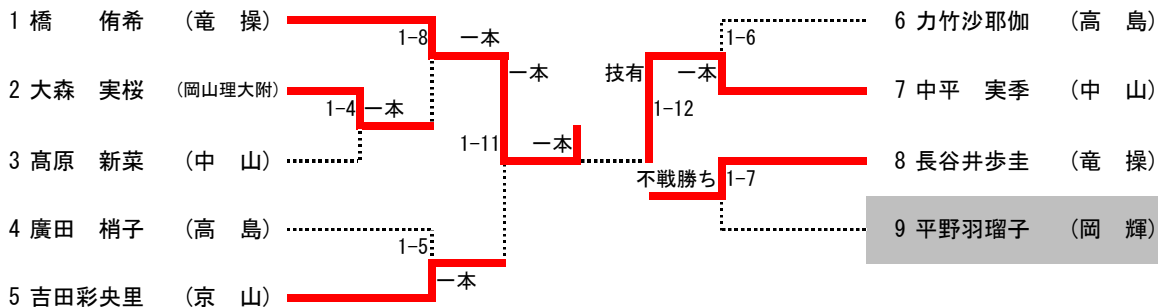 1 橋　侑希 （竜 操）
2 大森 実桜 （岡山理大附）
3 髙原 新菜 （中 山）
4 廣田 梢子 （高 島）
5 吉田彩央里 （京 山）
1-8 一本
1-4 一本
一本
1-11 一本
1-5
一本
技有 一本
1-6
1-12
不戦勝ち 1-7
6 力竹沙耶伽 （高 島）
7 中平 実季 （中 山）
8 長谷井歩圭 （竜 操）
9 平野羽瑠子 （岡 輝）